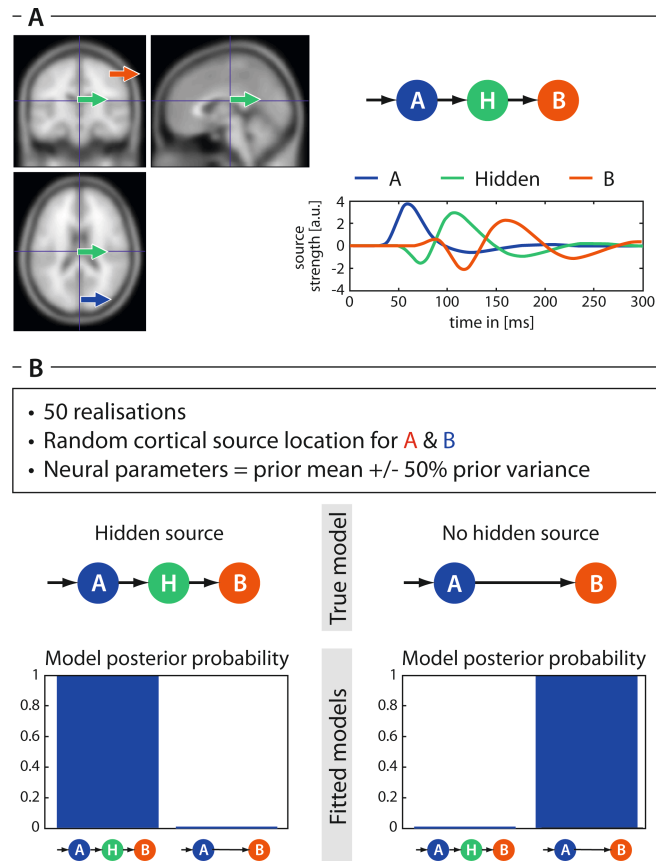 A
A H B
A Hidden B
source
strength [a.u.]
4
2
0
-2
-4
0 50 100 150 200 250 300
time in [ms]
B
• 50 realisations
• Random cortical source location for A & B
• Neural parameters = prior mean +/- 50% prior variance
Hidden source
True model
No hidden source
A H B
A B
Model posterior probability
1
0.8
0.6
0.4
0.2
0
A H B A B
Fitted models
Model posterior probability
1
0.8
0.6
0.4
0.2
0
A H B A B